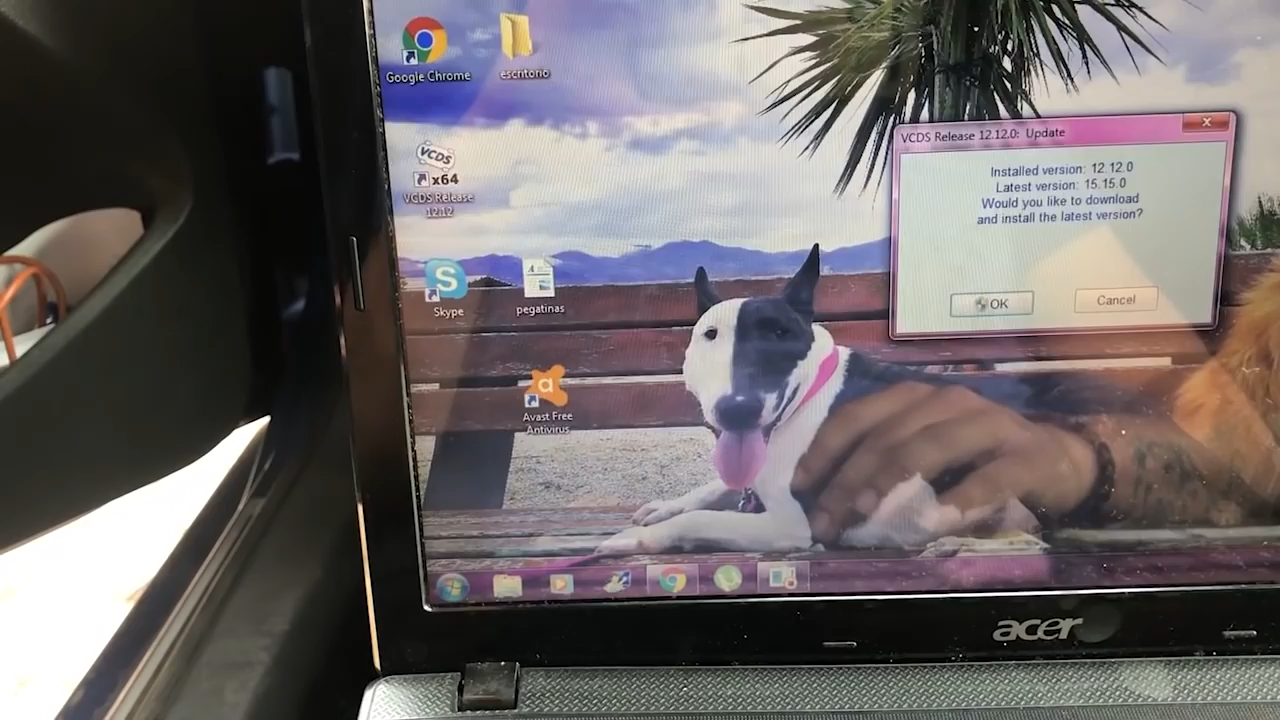 Google Chrome
escritorio
VCDS
x64
VCDS Release
12.12
Skype
pegatinas
Avast Free
Antivirus
VCDS Release 12.12.0: Update
Installed version: 12.12.0
Latest version: 15.15.0
Would you like to download
and install the latest version?
OK
Cancel
acer